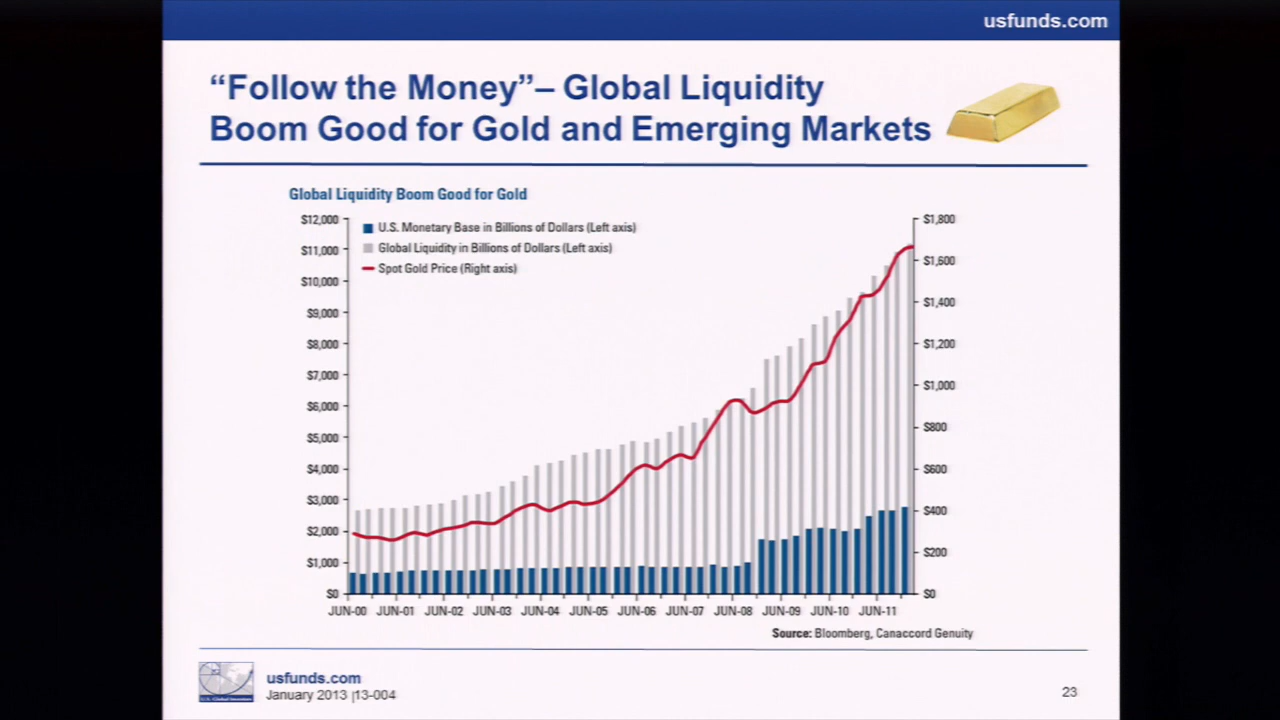 usfunds.com
“Follow the Money”– Global Liquidity
Boom Good for Gold and Emerging Markets
Global Liquidity Boom Good for Gold
$12,000
$11,000
$10,000
$9,000
$8,000
$7,000
$6,000
$5,000
$4,000
$3,000
$2,000
$1,000
$0
U.S. Monetary Base in Billions of Dollars (Left axis)
Global Liquidity in Billions of Dollars (Left axis)
Spot Gold Price (Right axis)
$1,800
$1,600
$1,400
$1,200
$1,000
$800
$600
$400
$200
$0
JUN-00 JUN-01 JUN-02 JUN-03 JUN-04 JUN-05 JUN-06 JUN-07 JUN-08 JUN-09 JUN-10 JUN-11
Source: Bloomberg, Canaccord Genuity
U.S. Global Investors
usfunds.com
January 2013 |13-004
23